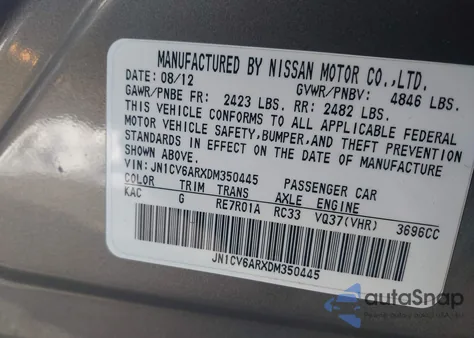 MANUFACTURED BY NISSAN MOTOR CO.,LTD.
DATE: 08/12 GVWR/PNBV: 4846 LBS.
GAWR/PNBE FR: 2423 LBS. RR: 2482 LBS.
THIS VEHICLE CONFORMS TO ALL APPLICABLE FEDERAL
MOTOR VEHICLE SAFETY,BUMPER,AND THEFT PREVENTION
STANDARDS IN EFFECT ON THE DATE OF MANUFACTURE
SHOWN ABOVE.
VIN: JN1CV6ARXDM350445 PASSENGER CAR
COLOR TRIM TRANS AXLE ENGINE
KAC G RE7R01A RC33 VQ37(VHR) 3696CC
JN1CV6ARXDM350445
autoSnap